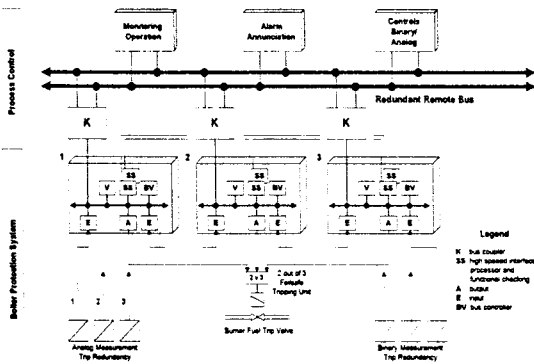 Monitoring
Operation
Alarm
Annunciation
Controls
Binary/
Analog
Process Control
Redundant Remote Bus
K
K
K
1
2
3
SS
SS
SS
V
SS
BV
V
SS
BV
V
SS
BV
E
A
E
E
A
E
E
A
E
Boiler Protection System
1
2
3
2 v 3
2 out of 3
Failsafe
Tripping Unit
Burner Fuel Trip Valve
Analog Measurement
Trip Redundancy
Binary Measurement
Trip Redundancy
Legend
K bus coupler
SS high speed interface
processor and
functional checking
A output
E input
BV bus controller